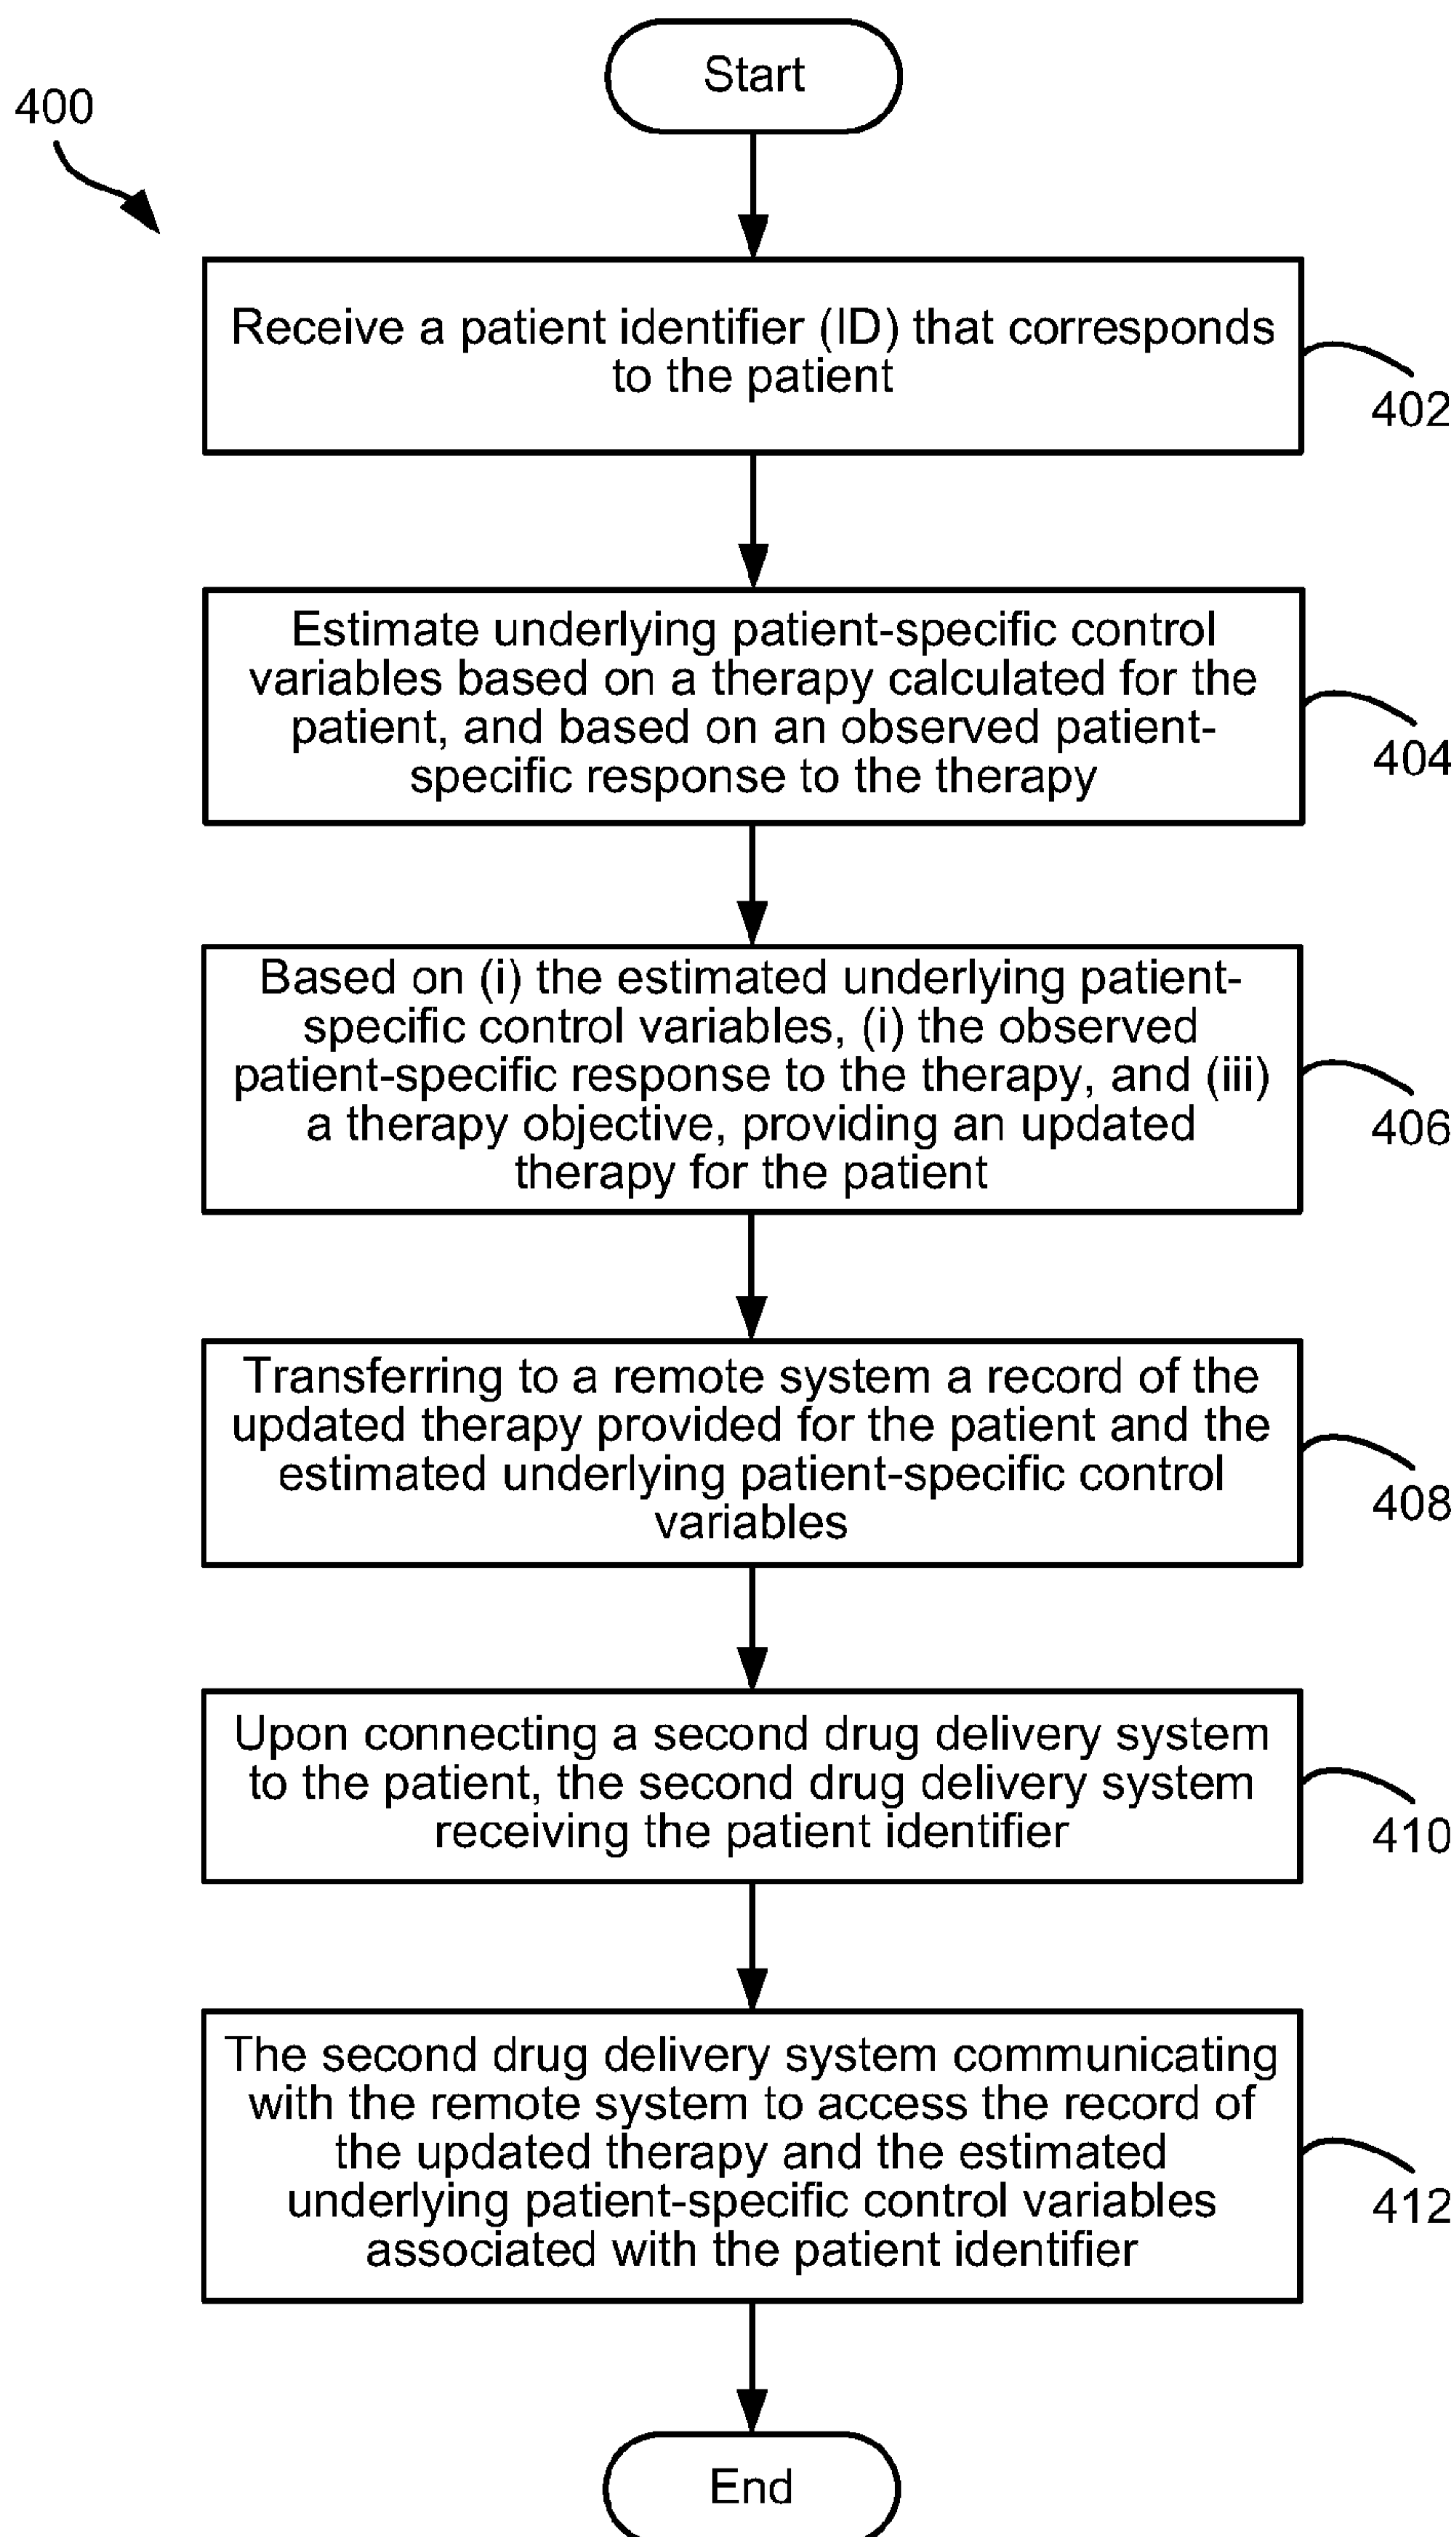 Start
400
Receive a patient identifier (ID) that corresponds
to the patient
402
Estimate underlying patient-specific control
variables based on a therapy calculated for the
patient, and based on an observed patient-
specific response to the therapy
404
Based on (i) the estimated underlying patient-
specific control variables, (i) the observed
patient-specific response to the therapy, and (iii)
a therapy objective, providing an updated
therapy for the patient
406
Transferring to a remote system a record of the
updated therapy provided for the patient and the
estimated underlying patient-specific control
variables
408
Upon connecting a second drug delivery system
to the patient, the second drug delivery system
receiving the patient identifier
410
The second drug delivery system communicating
with the remote system to access the record of
the updated therapy and the estimated
underlying patient-specific control variables
associated with the patient identifier
412
End